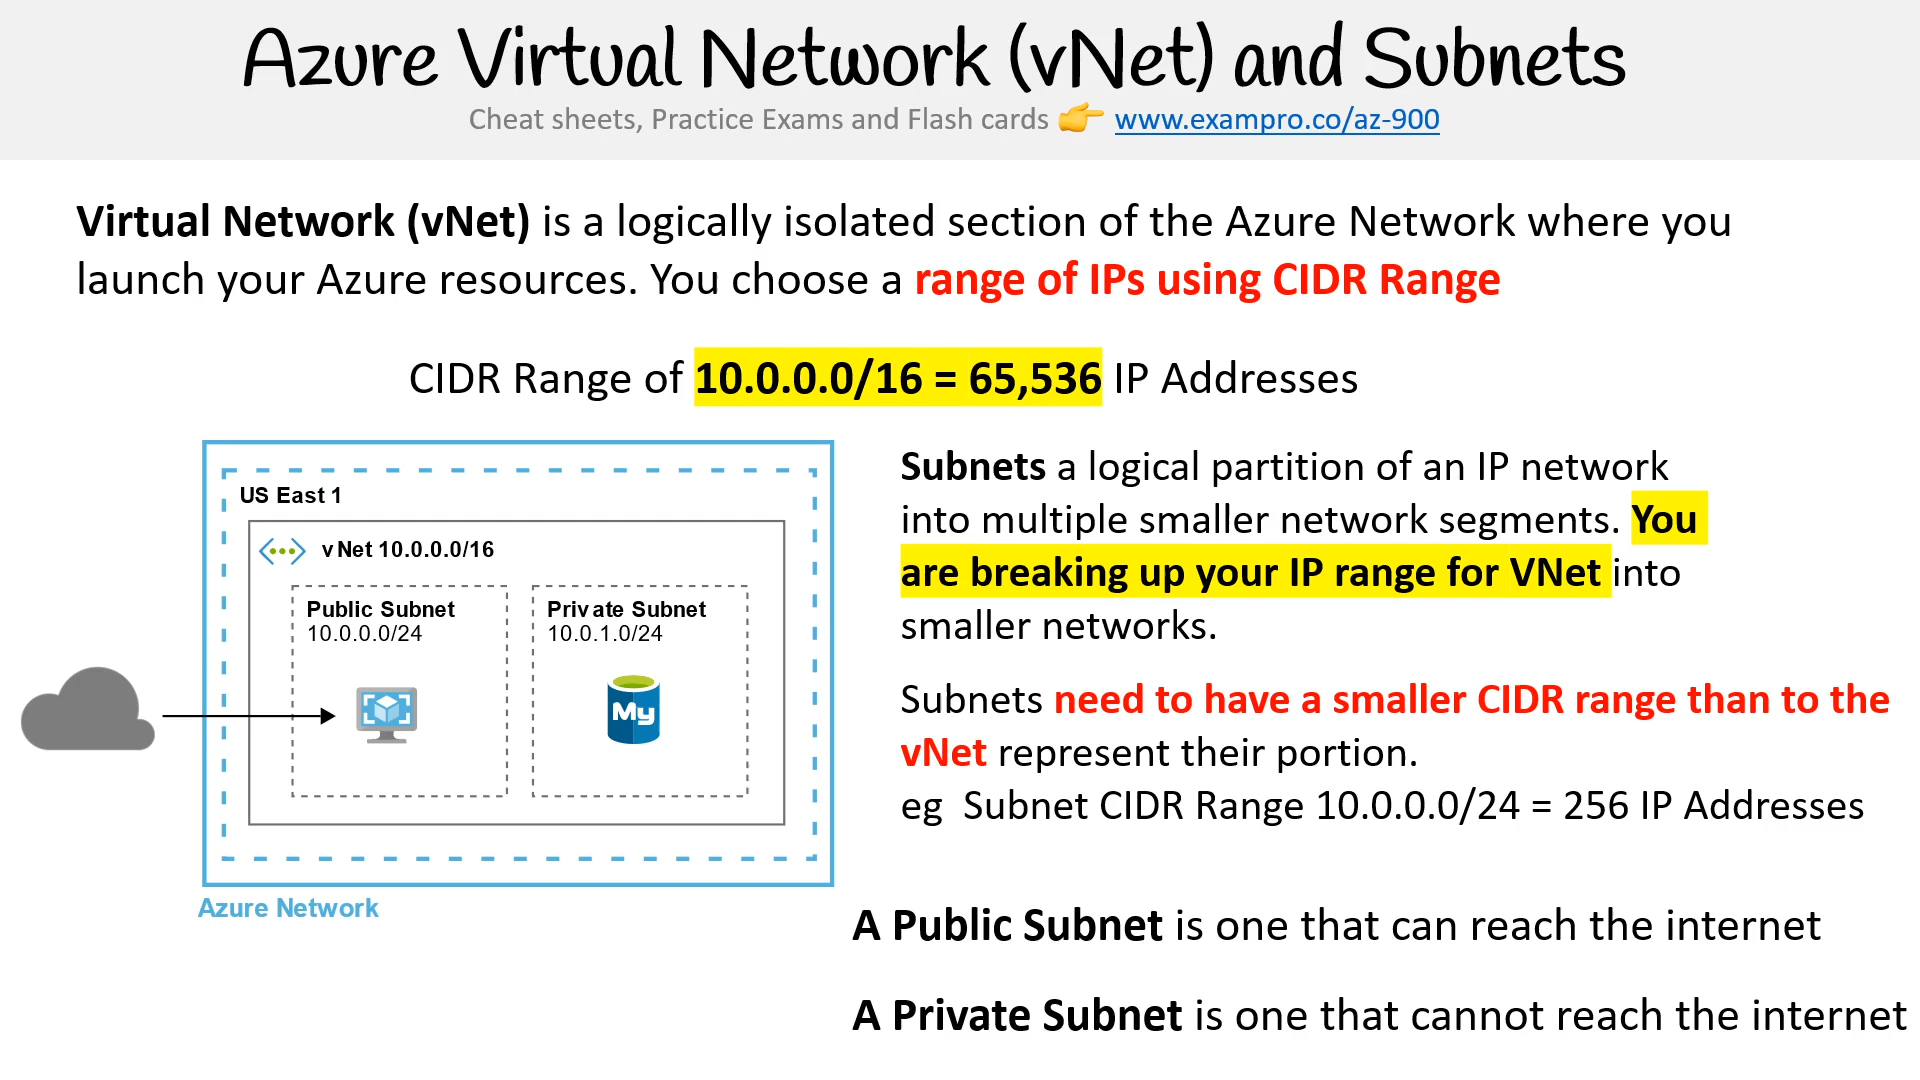 Azure Virtual Network (vNet) and Subnets
Cheat sheets, Practice Exams and Flash cards 👉 www.exampro.co/az-900
Virtual Network (vNet) is a logically isolated section of the Azure Network where you
launch your Azure resources. You choose a range of IPs using CIDR Range
CIDR Range of 10.0.0.0/16 = 65,536 IP Addresses
US East 1
vNet 10.0.0.0/16
Public Subnet
10.0.0.0/24
Private Subnet
10.0.1.0/24
My
Azure Network
Subnets a logical partition of an IP network
into multiple smaller network segments. You
are breaking up your IP range for VNet into
smaller networks.
Subnets need to have a smaller CIDR range than to the
vNet represent their portion.
eg Subnet CIDR Range 10.0.0.0/24 = 256 IP Addresses
A Public Subnet is one that can reach the internet
A Private Subnet is one that cannot reach the internet